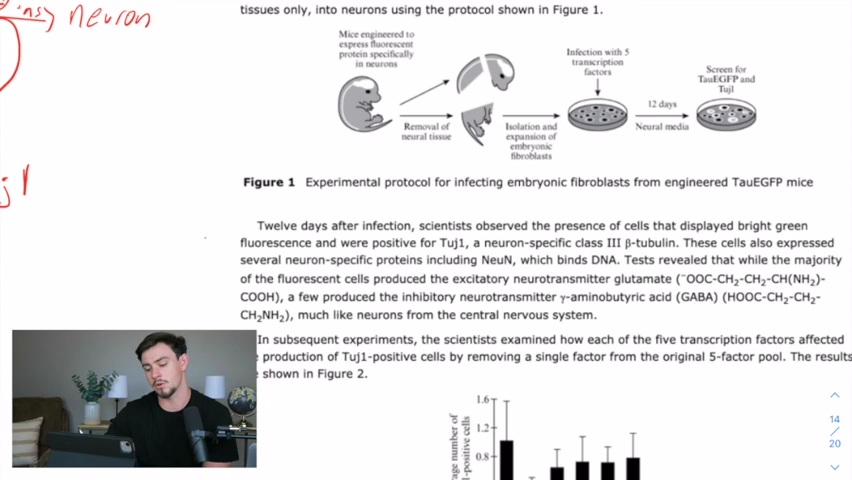 tissues only, into neurons using the protocol shown in Figure 1.
neuron
Mice engineered to
express fluorescent
protein specifically
in neurons
Removal of
neural tissue
Isolation and
expansion of
embryonic
fibroblasts
Infection with 5
transcription
factors
12 days
Neural media
Screen for
TauEGFP and
TujI
Figure 1 Experimental protocol for infecting embryonic fibroblasts from engineered TauEGFP mice
Twelve days after infection, scientists observed the presence of cells that displayed bright green
fluorescence and were positive for Tuj1, a neuron-specific class III β-tubulin. These cells also expressed
several neuron-specific proteins including NeuN, which binds DNA. Tests revealed that while the majority
of the fluorescent cells produced the excitatory neurotransmitter glutamate (⁻OOC-CH₂-CH₂-CH(NH₂)-
COOH), a few produced the inhibitory neurotransmitter γ-aminobutyric acid (GABA) (HOOC-CH₂-CH₂-
CH₂NH₂), much like neurons from the central nervous system.
In subsequent experiments, the scientists examined how each of the five transcription factors affected
production of Tuj1-positive cells by removing a single factor from the original 5-factor pool. The results
shown in Figure 2.
1.6
1.2
0.8
number of
-positive cells
14
/
20